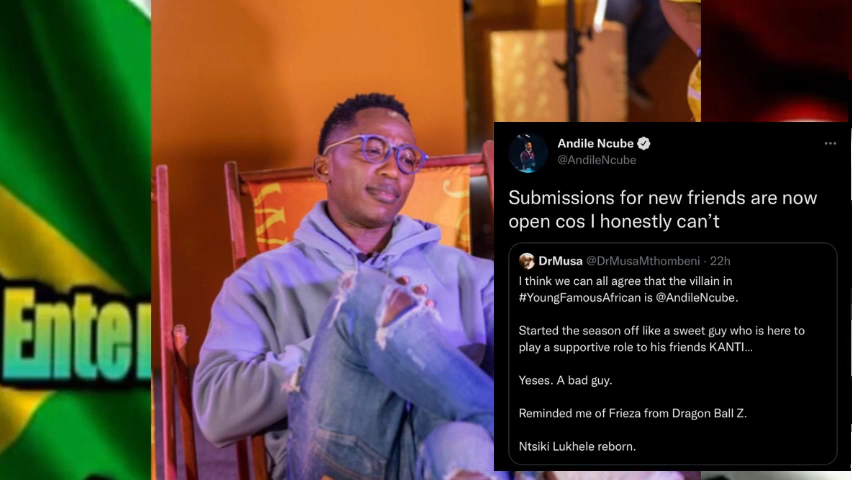 Enter
Andile Ncube
@AndileNcube
Submissions for new friends are now
open cos I honestly can't
DrMusa @DrMusaMthombeni · 22h
I think we can all agree that the villain in
#YoungFamousAfrican is @AndileNcube.
Started the season off like a sweet guy who is here to
play a supportive role to his friends KANTI...
Yeses. A bad guy.
Reminded me of Frieza from Dragon Ball Z.
Ntsiki Lukhele reborn.